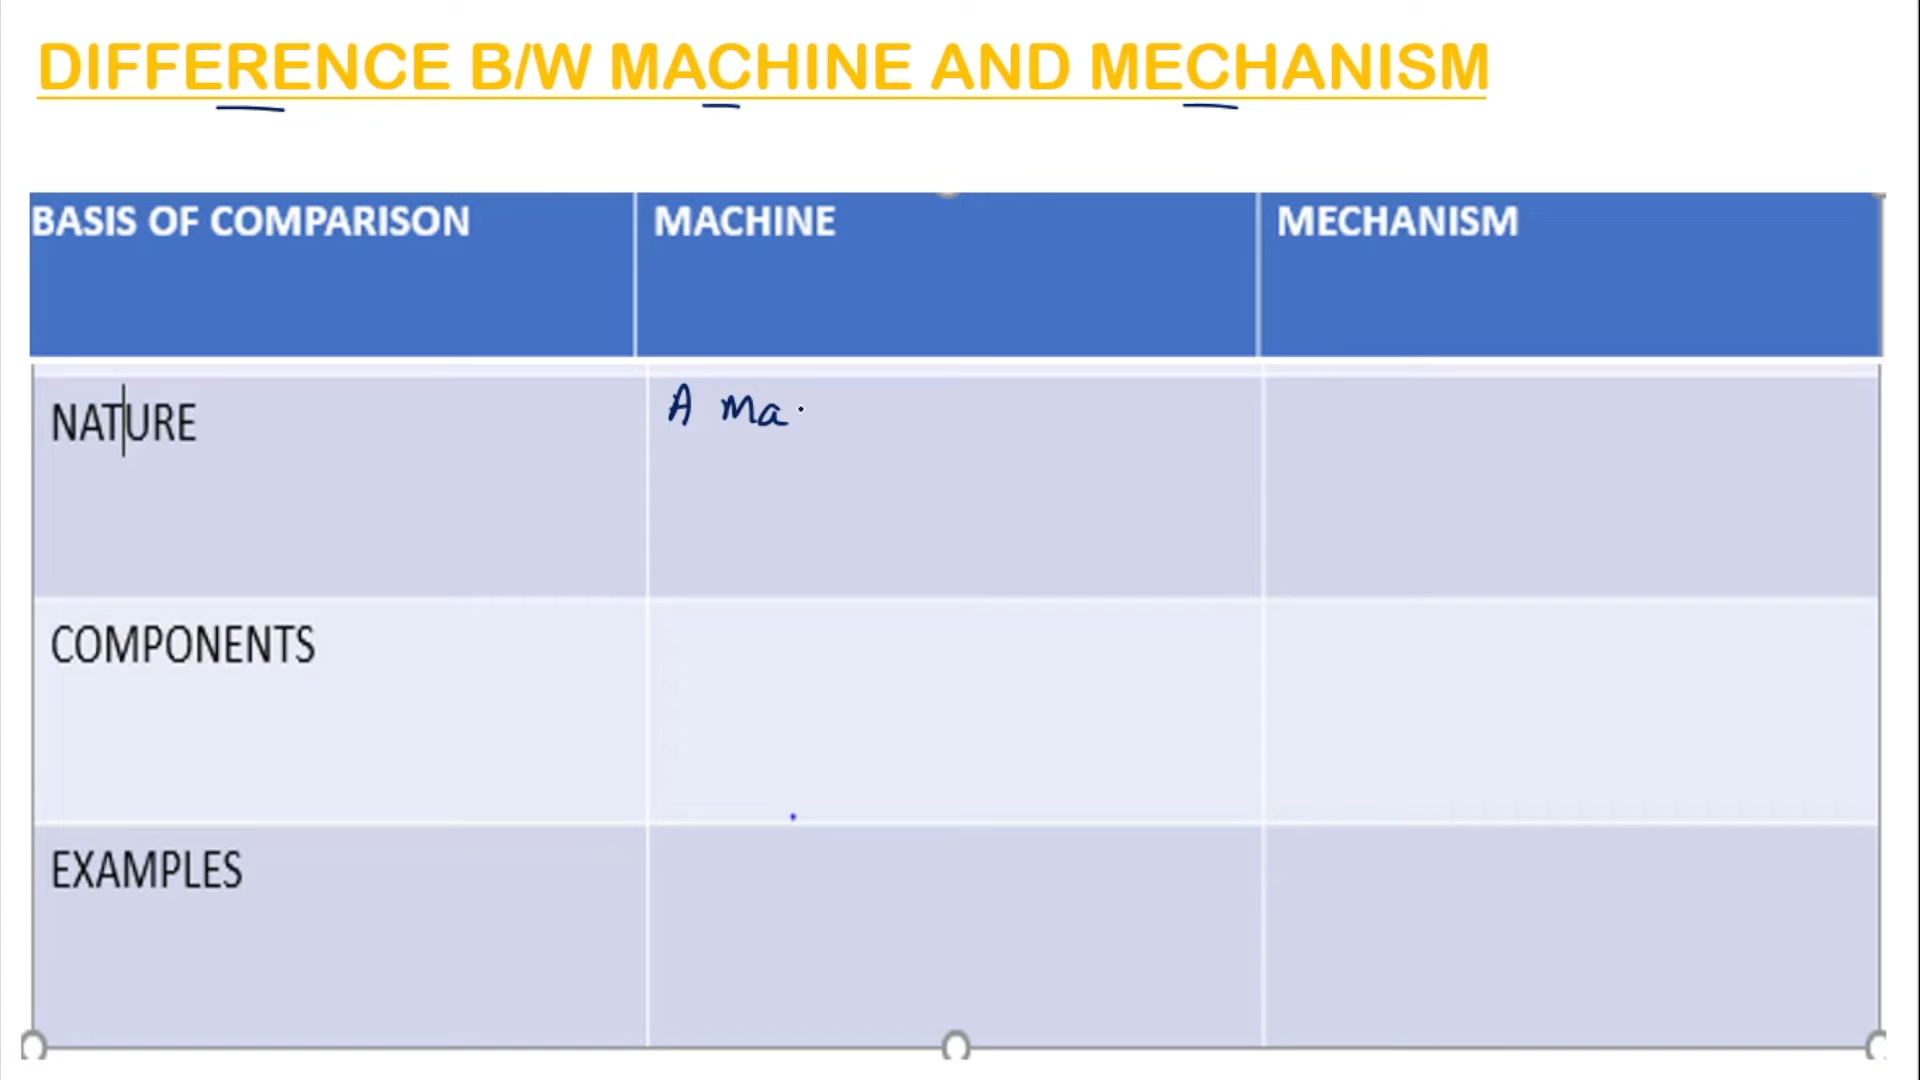 DIFFERENCE B/W MACHINE AND MECHANISM
BASIS OF COMPARISON MACHINE MECHANISM
NATURE A Ma
COMPONENTS
EXAMPLES